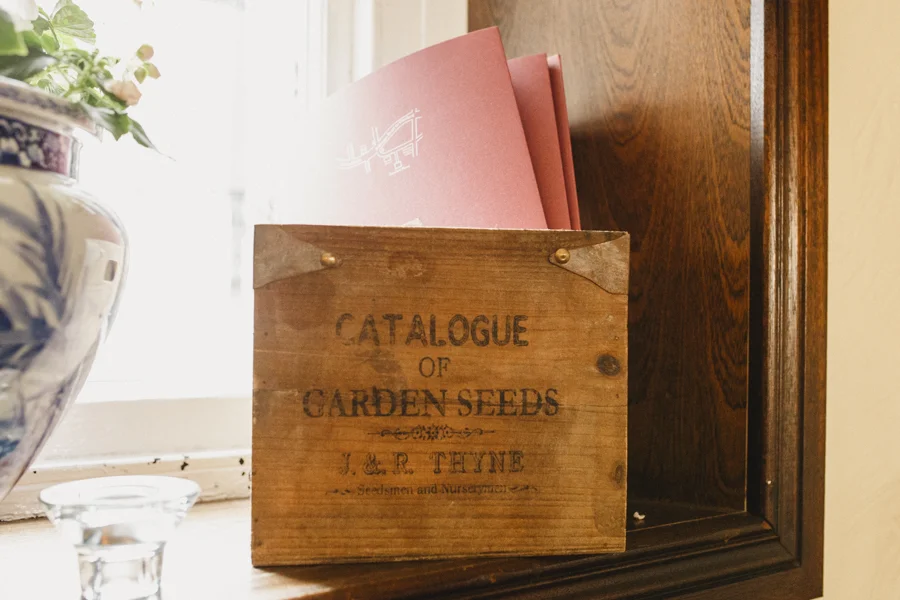 CATALOGUE
OF
GARDEN SEEDS
J. & R. THYNE
Seedsmen and Nurserymen